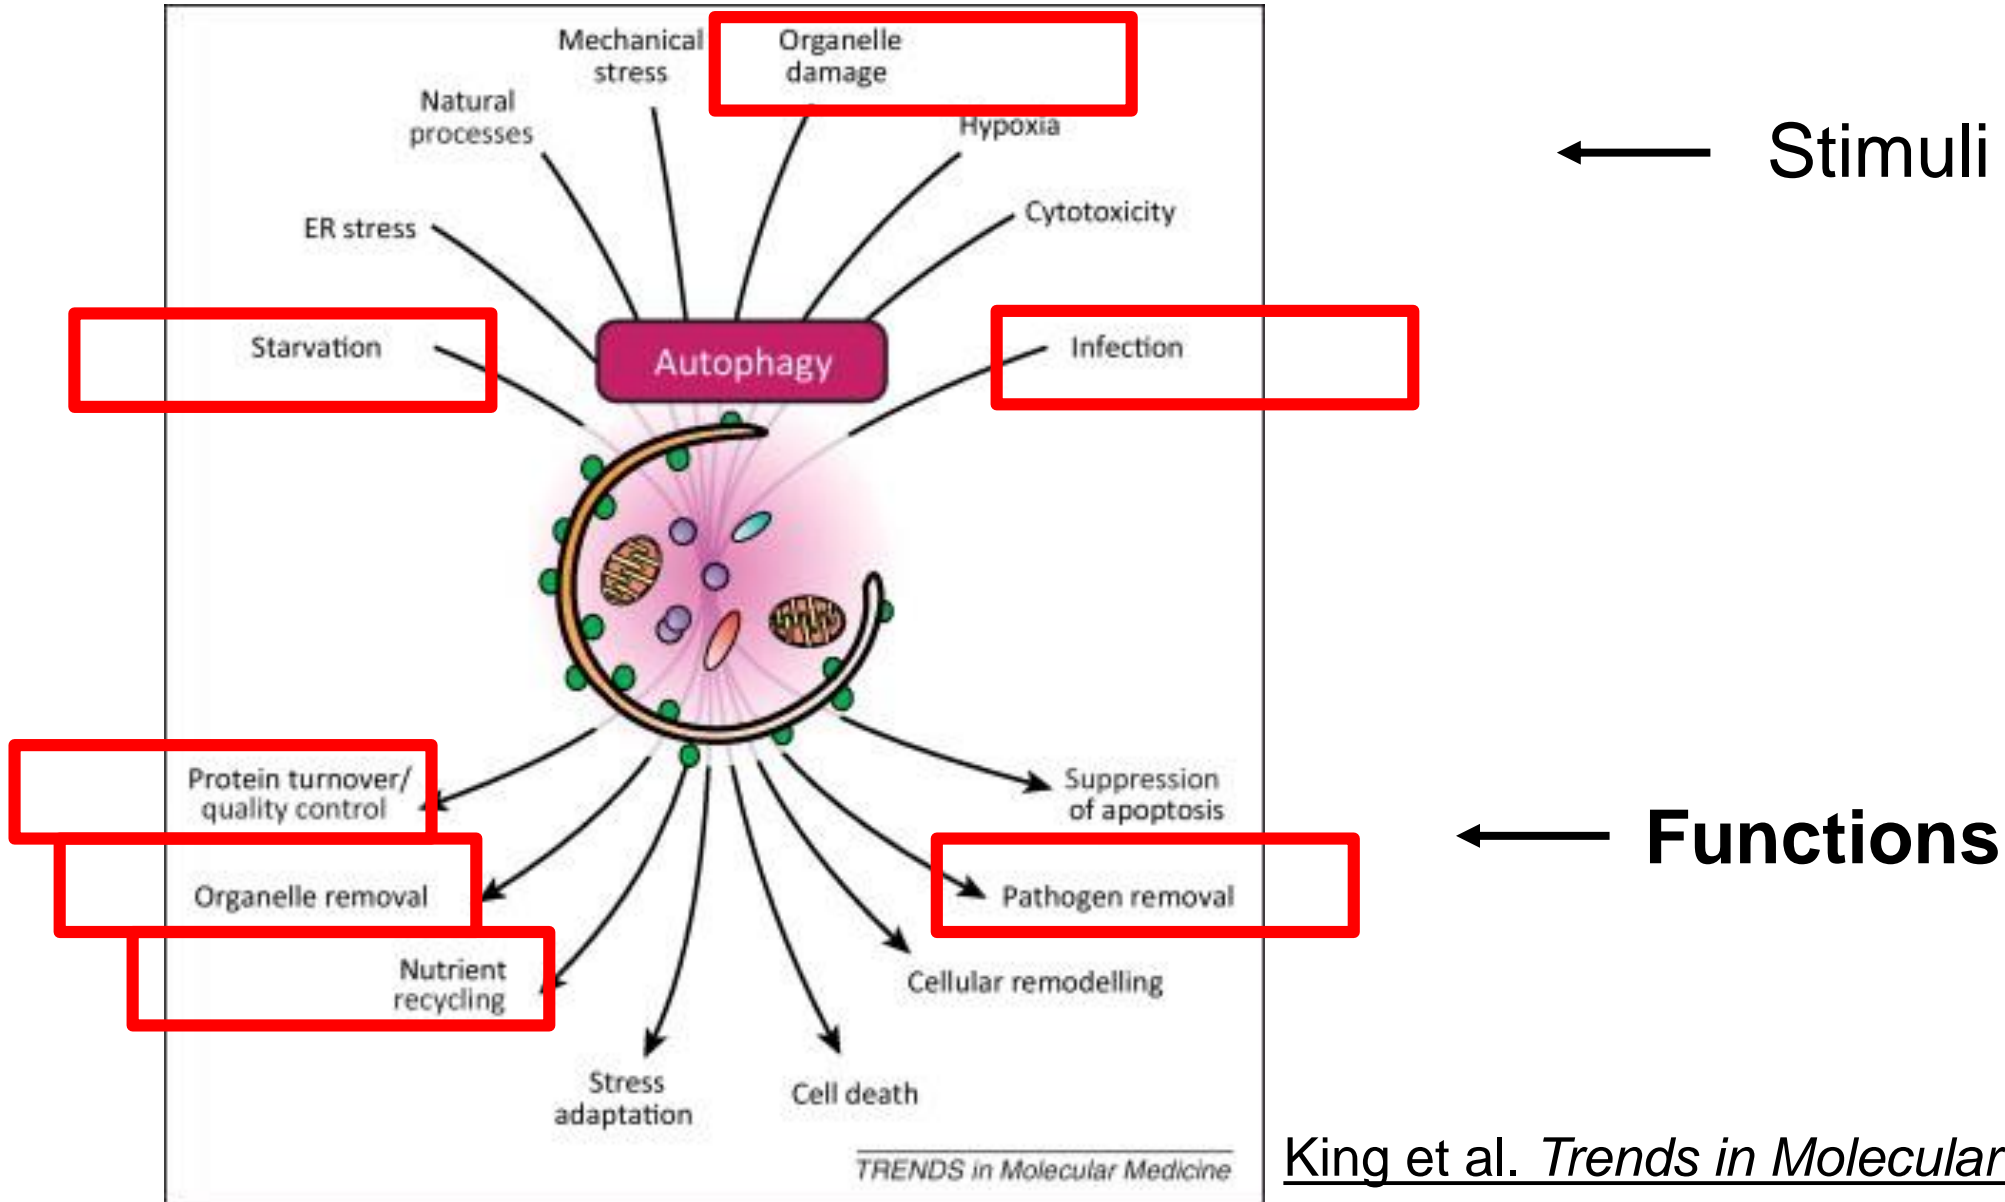 Mechanical
stress
Organelle
damage
Natural
processes
Hypoxia
Stimuli
ER stress
Cytotoxicity
Starvation
Autophagy
Infection
Protein turnover/
quality control
Suppression
of apoptosis
Functions
Organelle removal
Pathogen removal
Nutrient
recycling
Cellular remodelling
Stress
adaptation
Cell death
TRENDS in Molecular Medicine
King et al. Trends in Molecular